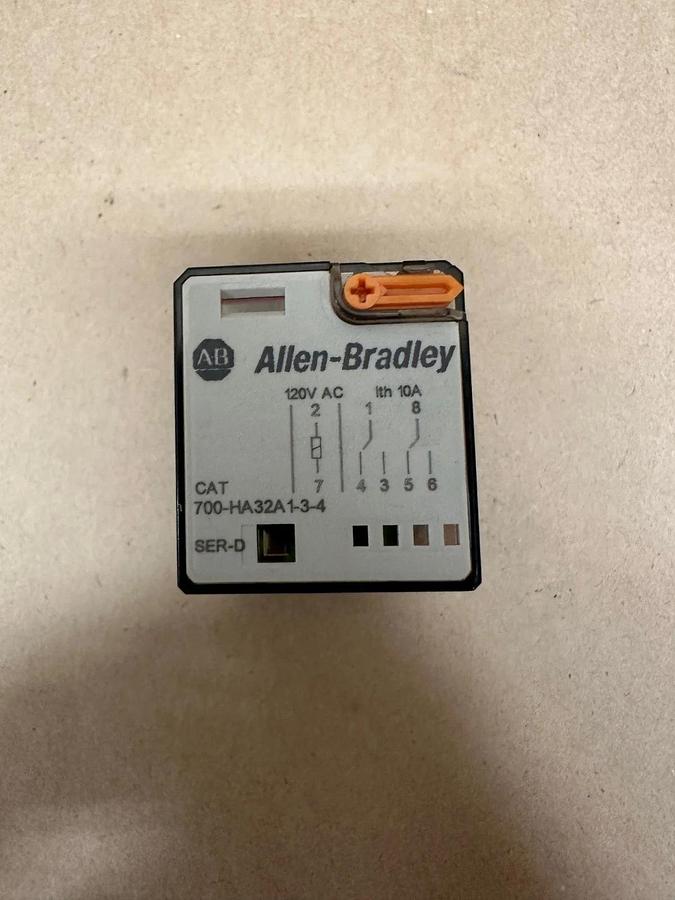 AB Allen-Bradley
120V AC Ith 10A
2 1 8
7 4 3 5 6
CAT
700-HA32A1-3-4
SER-D